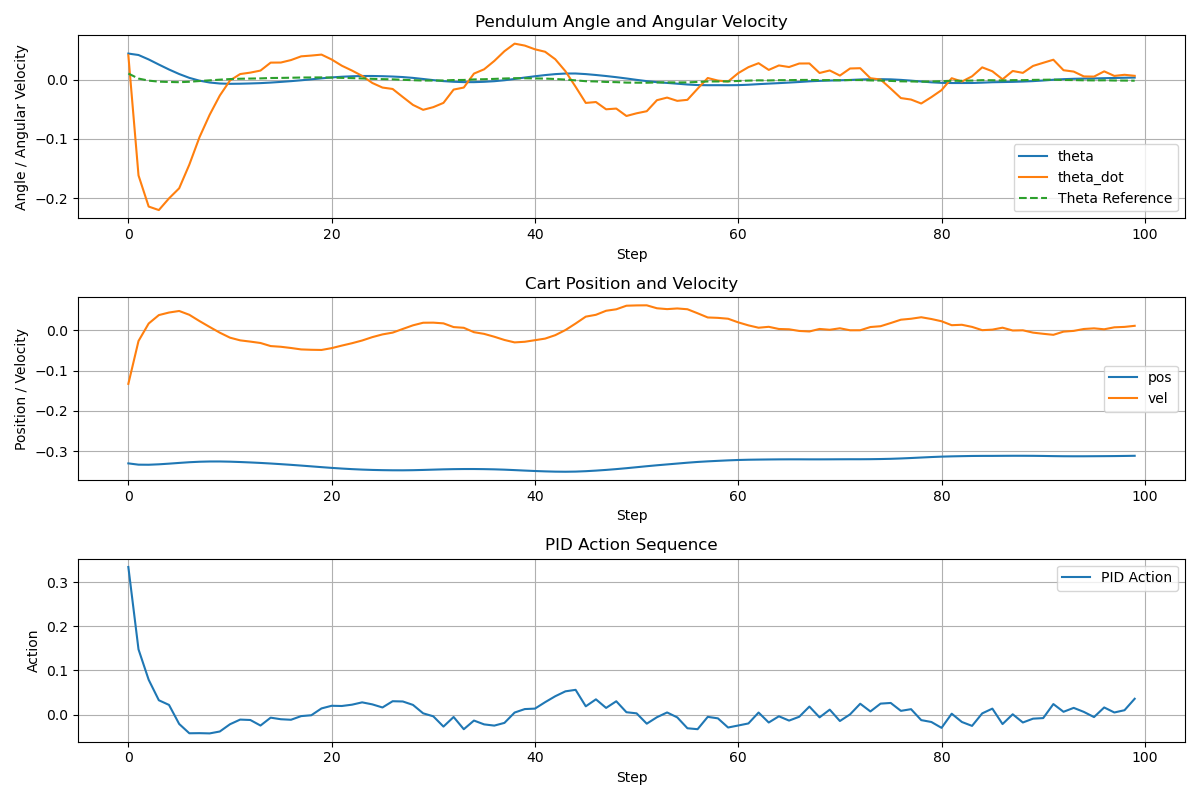 Pendulum Angle and Angular Velocity
Angle / Angular Velocity
0.0
−0.1
−0.2
theta
theta_dot
Theta Reference
0 20 40 60 80 100
Step
Cart Position and Velocity
Position / Velocity
0.0
−0.1
−0.2
−0.3
pos
vel
0 20 40 60 80 100
Step
PID Action Sequence
Action
0.3
0.2
0.1
0.0
PID Action
0 20 40 60 80 100
Step